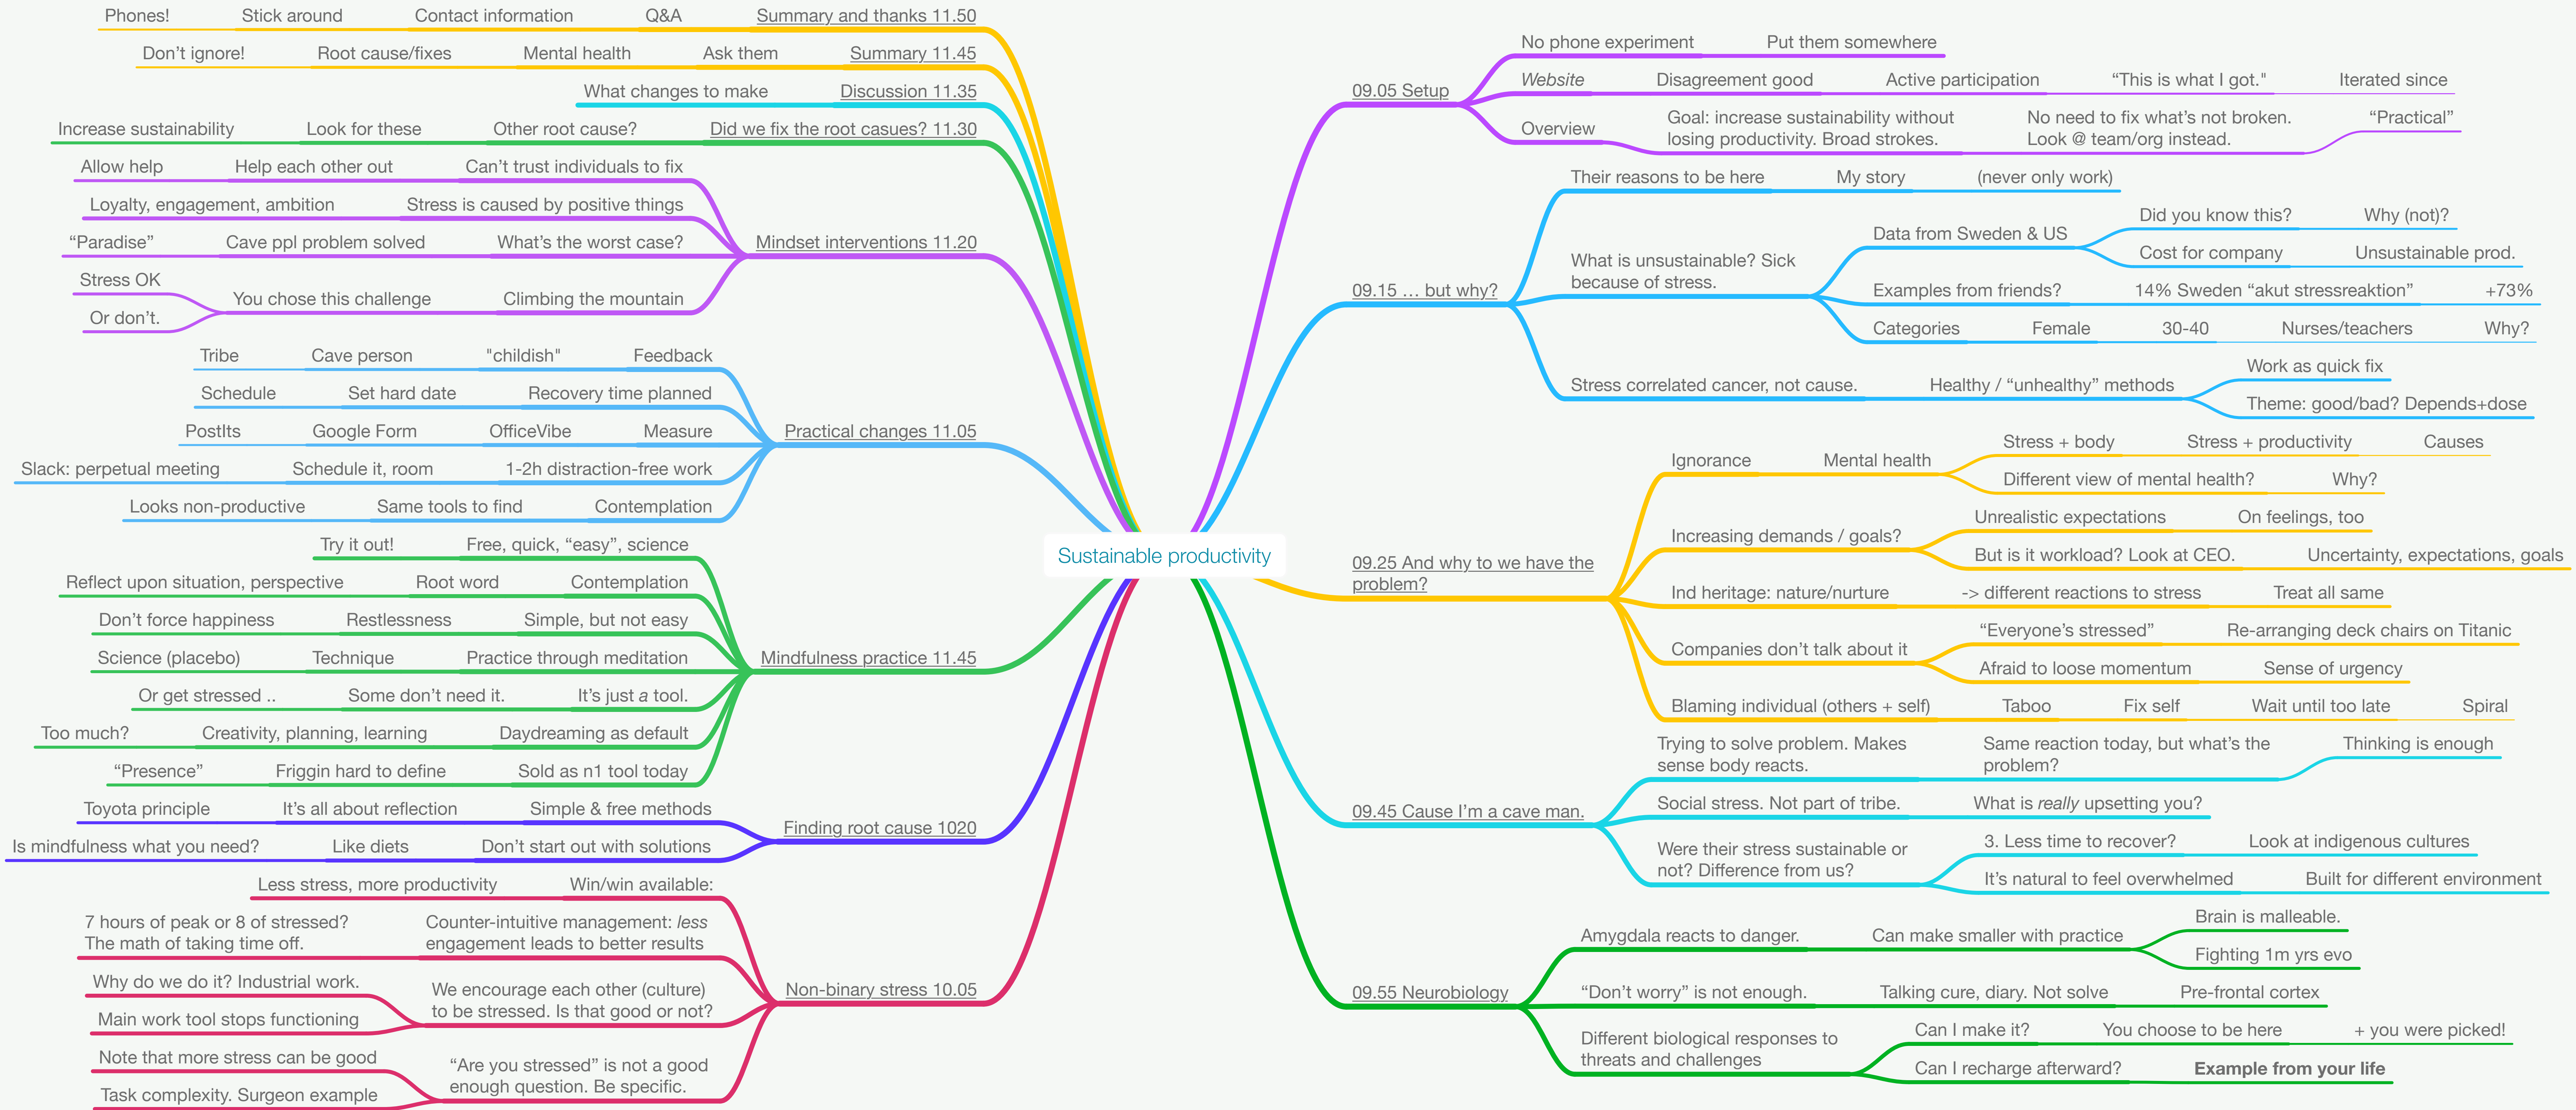 Sustainable productivity
09.05 Setup
No phone experiment
Put them somewhere
Website
Disagreement good
Active participation
“This is what I got."
Iterated since
Overview
Goal: increase sustainability without
losing productivity. Broad strokes.
No need to fix what’s not broken.
Look @ team/org instead.
“Practical”
09.15 … but why?
Their reasons to be here
My story
(never only work)
What is unsustainable? Sick
because of stress.
Data from Sweden & US
Did you know this?
Why (not)?
Cost for company
Unsustainable prod.
Examples from friends?
14% Sweden “akut stressreaktion”
+73%
Categories
Female
30-40
Nurses/teachers
Why?
Stress correlated cancer, not cause.
Healthy / “unhealthy” methods
Work as quick fix
Theme: good/bad? Depends+dose
09.25 And why to we have the
problem?
Ignorance
Mental health
Stress + body
Stress + productivity
Causes
Different view of mental health?
Why?
Increasing demands / goals?
Unrealistic expectations
On feelings, too
But is it workload? Look at CEO.
Uncertainty, expectations, goals
Ind heritage: nature/nurture
-> different reactions to stress
Treat all same
Companies don’t talk about it
“Everyone’s stressed”
Re-arranging deck chairs on Titanic
Afraid to loose momentum
Sense of urgency
Blaming individual (others + self)
Taboo
Fix self
Wait until too late
Spiral
09.45 Cause I’m a cave man.
Trying to solve problem. Makes
sense body reacts.
Same reaction today, but what’s the
problem?
Thinking is enough
Social stress. Not part of tribe.
What is really upsetting you?
Were their stress sustainable or
not? Difference from us?
3. Less time to recover?
Look at indigenous cultures
It’s natural to feel overwhelmed
Built for different environment
09.55 Neurobiology
Amygdala reacts to danger.
Can make smaller with practice
Brain is malleable.
Fighting 1m yrs evo
“Don’t worry” is not enough.
Talking cure, diary. Not solve
Pre-frontal cortex
Different biological responses to
threats and challenges
Can I make it?
You choose to be here
+ you were picked!
Can I recharge afterward?
Example from your life
Summary and thanks 11.50
Q&A
Contact information
Stick around
Phones!
Summary 11.45
Ask them
Mental health
Root cause/fixes
Don’t ignore!
Discussion 11.35
What changes to make
Did we fix the root casues? 11.30
Other root cause?
Look for these
Increase sustainability
Mindset interventions 11.20
Can’t trust individuals to fix
Help each other out
Allow help
Stress is caused by positive things
Loyalty, engagement, ambition
What’s the worst case?
Cave ppl problem solved
“Paradise”
Climbing the mountain
You chose this challenge
Stress OK
Or don’t.
Practical changes 11.05
Feedback
"childish"
Cave person
Tribe
Recovery time planned
Set hard date
Schedule
Measure
OfficeVibe
Google Form
PostIts
1-2h distraction-free work
Schedule it, room
Slack: perpetual meeting
Contemplation
Same tools to find
Looks non-productive
Mindfulness practice 11.45
Free, quick, “easy”, science
Try it out!
Contemplation
Root word
Reflect upon situation, perspective
Simple, but not easy
Restlessness
Don’t force happiness
Practice through meditation
Technique
Science (placebo)
It’s just a tool.
Some don’t need it.
Or get stressed ..
Daydreaming as default
Creativity, planning, learning
Too much?
Sold as n1 tool today
Friggin hard to define
“Presence”
Finding root cause 1020
Simple & free methods
It’s all about reflection
Toyota principle
Don’t start out with solutions
Like diets
Is mindfulness what you need?
Non-binary stress 10.05
Win/win available:
Less stress, more productivity
Counter-intuitive management: less
engagement leads to better results
7 hours of peak or 8 of stressed?
The math of taking time off.
We encourage each other (culture)
to be stressed. Is that good or not?
Why do we do it? Industrial work.
Main work tool stops functioning
“Are you stressed” is not a good
enough question. Be specific.
Note that more stress can be good
Task complexity. Surgeon example